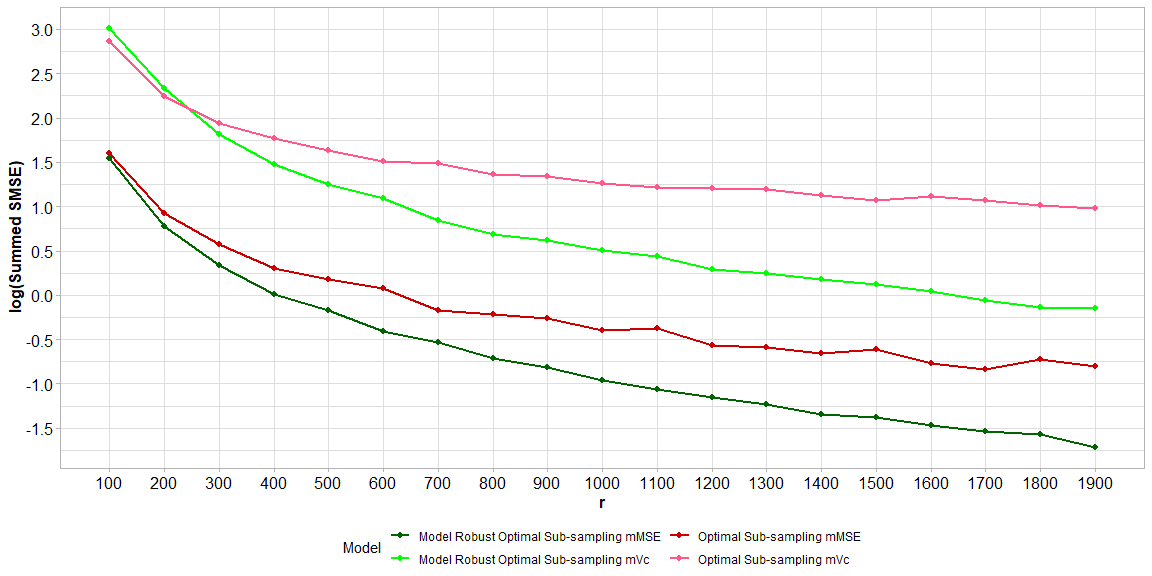 log(Summed SMSE)
3.0
2.5
2.0
1.5
1.0
0.5
0.0
-0.5
-1.0
-1.5
100 200 300 400 500 600 700 800 900 1000 1100 1200 1300 1400 1500 1600 1700 1800 1900
r
Model
Model Robust Optimal Sub-sampling mMSE
Optimal Sub-sampling mMSE
Model Robust Optimal Sub-sampling mVc
Optimal Sub-sampling mVc